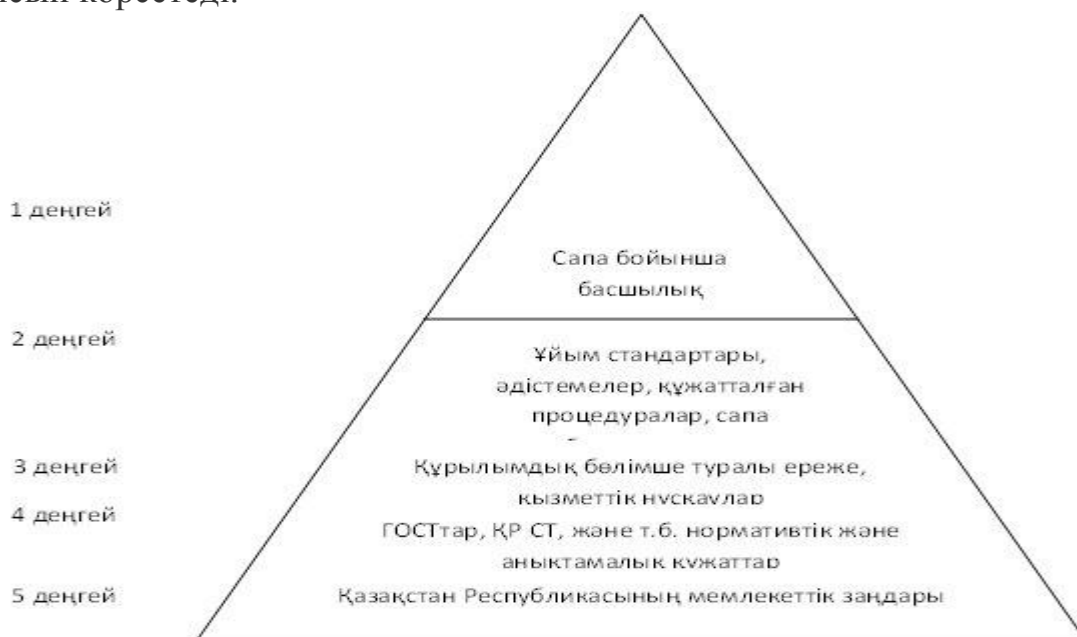 көрсетеді.
1 деңгей
Сапа бойынша
басшылық
2 деңгей
Ұйым стандартары,
әдістемелер, құжатталған
процедуралар, сапа
3 деңгей
Құрылымдық бөлімше туралы ереже,
қызметтік нұсқаулар
4 деңгей
ГОСТтар, ҚР СТ, және т.б. нормативтік және
анықтамалық құжаттар
5 деңгей
Қазақстан Республикасының мемлекеттік заңдары